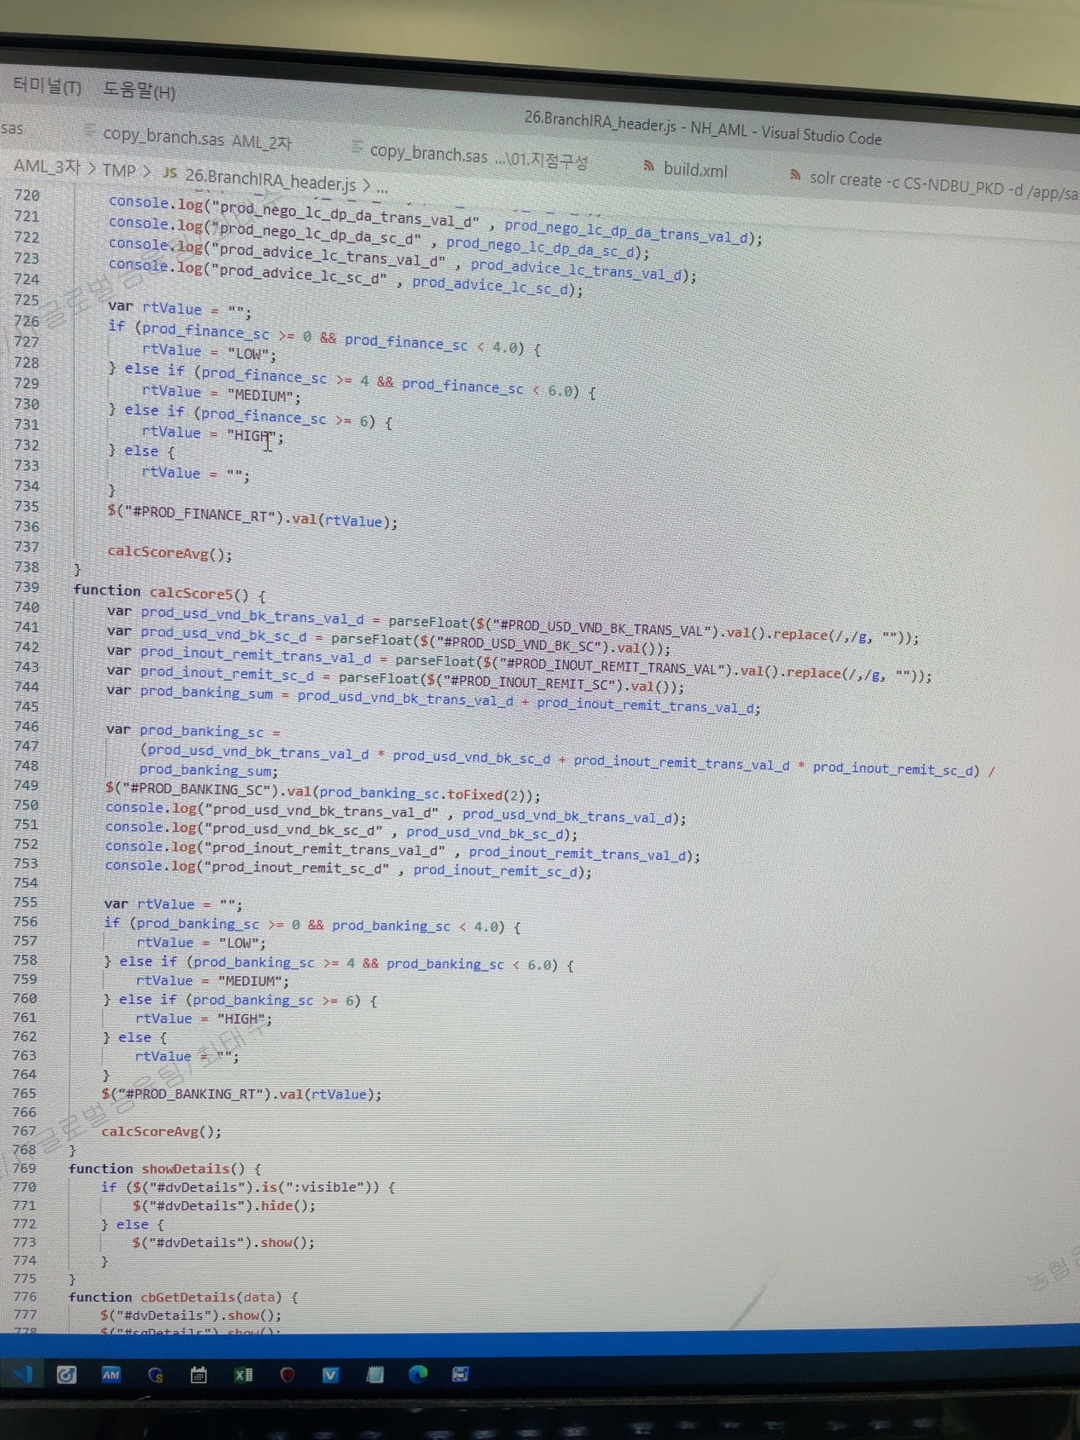 터미널(T) 도움말(H)
26.BranchIRA_header.js - NH_AML - Visual Studio Code
sas copy_branch.sas AML_2차 copy_branch.sas ...\01.지점구성 build.xml solr create -c CS-NDBU_PKD -d /app/sa
AML_3차 > TMP > JS 26.BranchIRA_header.js > ...
720
721 console.log("prod_nego_lc_dp_da_trans_val_d" , prod_nego_lc_dp_da_trans_val_d);
722 console.log("prod_nego_lc_dp_da_sc_d" , prod_nego_lc_dp_da_sc_d);
723 console.log("prod_advice_lc_trans_val_d" , prod_advice_lc_trans_val_d);
724 console.log("prod_advice_lc_sc_d" , prod_advice_lc_sc_d);
725
726 var rtValue = "";
727 if (prod_finance_sc >= 0 && prod_finance_sc < 4.0) {
728 rtValue = "LOW";
729 } else if (prod_finance_sc >= 4 && prod_finance_sc < 6.0) {
730 rtValue = "MEDIUM";
731 } else if (prod_finance_sc >= 6) {
732 rtValue = "HIGH";
733 } else {
734 rtValue = "";
735 }
736 $("#PROD_FINANCE_RT").val(rtValue);
737
738 calcScoreAvg();
}
739 function calcScore5() {
740 var prod_usd_vnd_bk_trans_val_d = parseFloat($("#PROD_USD_VND_BK_TRANS_VAL").val().replace(/,/g, ""));
741 var prod_usd_vnd_bk_sc_d = parseFloat($("#PROD_USD_VND_BK_SC").val());
742 var prod_inout_remit_trans_val_d = parseFloat($("#PROD_INOUT_REMIT_TRANS_VAL").val().replace(/,/g, ""));
743 var prod_inout_remit_sc_d = parseFloat($("#PROD_INOUT_REMIT_SC").val());
744 var prod_banking_sum = prod_usd_vnd_bk_trans_val_d + prod_inout_remit_trans_val_d;
745
746 var prod_banking_sc =
747 (prod_usd_vnd_bk_trans_val_d * prod_usd_vnd_bk_sc_d + prod_inout_remit_trans_val_d * prod_inout_remit_sc_d) /
748 prod_banking_sum;
749 $("#PROD_BANKING_SC").val(prod_banking_sc.toFixed(2));
750 console.log("prod_usd_vnd_bk_trans_val_d" , prod_usd_vnd_bk_trans_val_d);
751 console.log("prod_usd_vnd_bk_sc_d" , prod_usd_vnd_bk_sc_d);
752 console.log("prod_inout_remit_trans_val_d" , prod_inout_remit_trans_val_d);
753 console.log("prod_inout_remit_sc_d" , prod_inout_remit_sc_d);
754
755 var rtValue = "";
756 if (prod_banking_sc >= 0 && prod_banking_sc < 4.0) {
757 rtValue = "LOW";
758 } else if (prod_banking_sc >= 4 && prod_banking_sc < 6.0) {
759 rtValue = "MEDIUM";
760 } else if (prod_banking_sc >= 6) {
761 rtValue = "HIGH";
762 } else {
763 rtValue = "";
764 }
765 $("#PROD_BANKING_RT").val(rtValue);
766
767 calcScoreAvg();
768 }
769 function showDetails() {
770 if ($("#dvDetails").is(":visible")) {
771 $("#dvDetails").hide();
772 } else {
773 $("#dvDetails").show();
774 }
775 }
776 function cbGetDetails(data) {
777 $("#dvDetails").show();
778